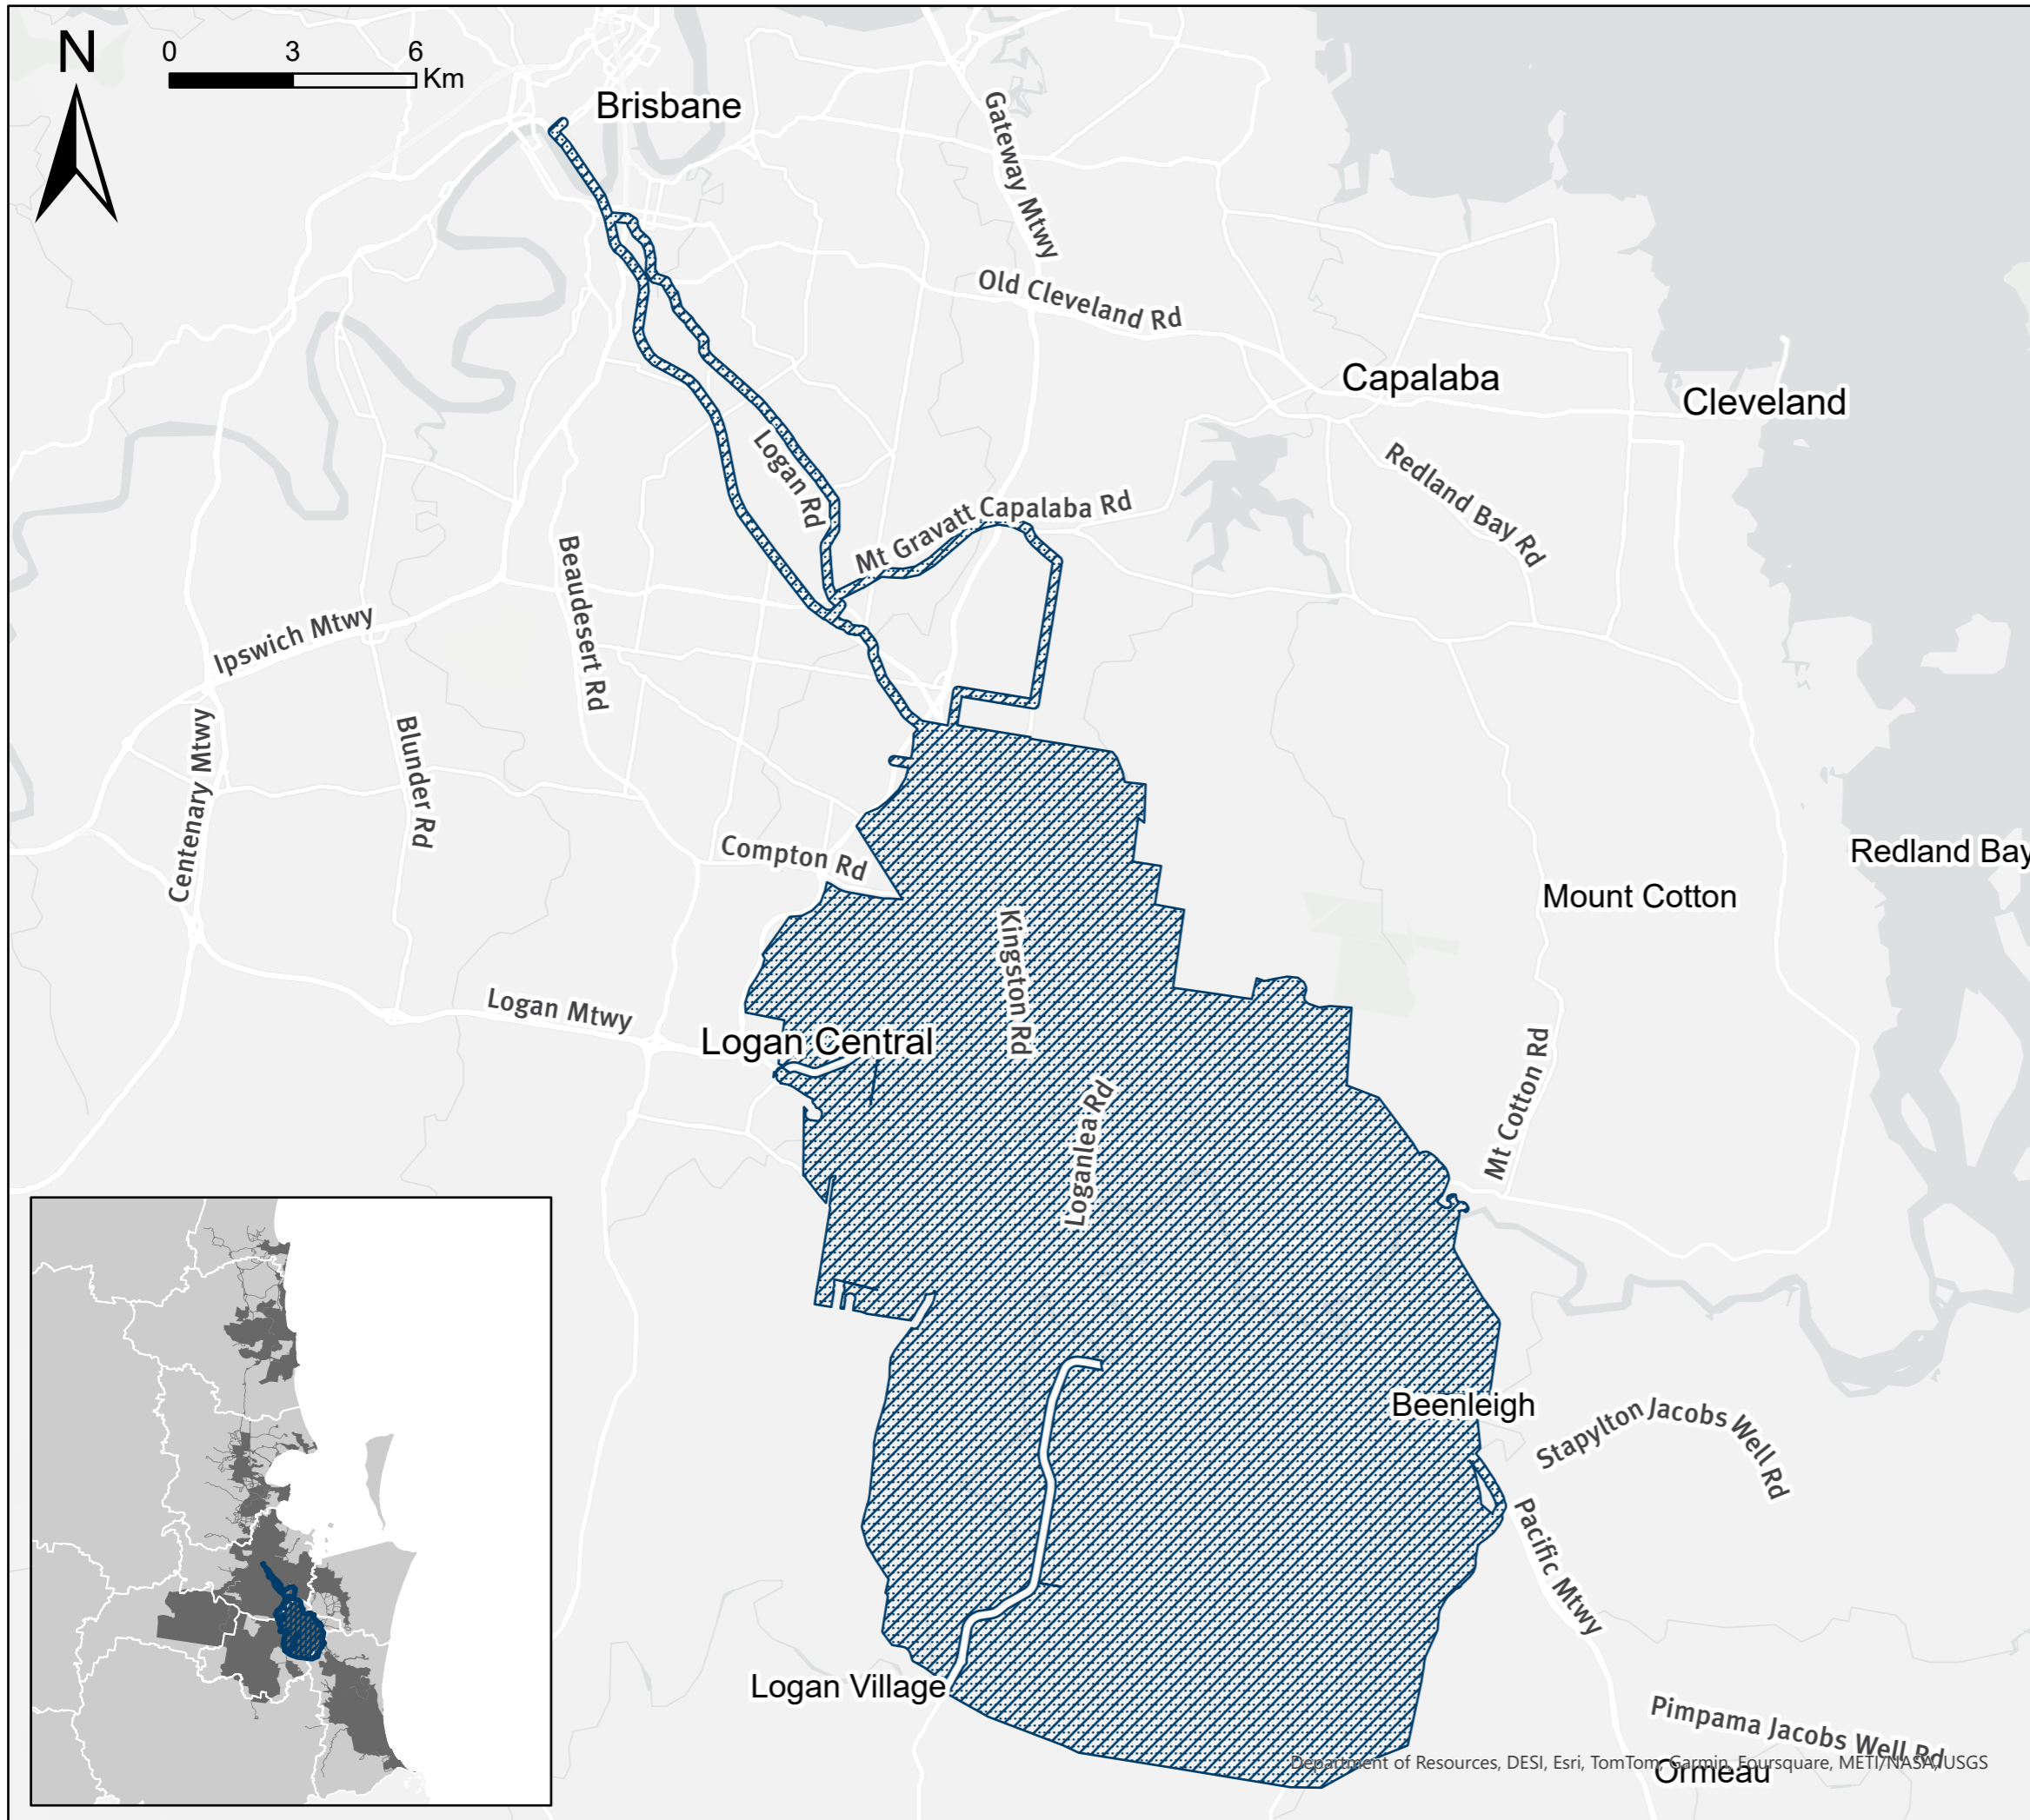 N
0 3 6
Km
Brisbane
Gateway Mtwy
Old Cleveland Rd
Capalaba
Cleveland
Logan Rd
Redland Bay Rd
Mt Gravatt Capalaba Rd
Beaudesert Rd
Ipswich Mtwy
Centenary Mtwy
Blunder Rd
Compton Rd
Redland Bay
Mount Cotton
Kingston Rd
Logan Mtwy
Logan Central
Mt Cotton Rd
Loganlea Rd
Beenleigh
Stapylton Jacobs Well Rd
Pacific Mtwy
Logan Village
Pimpama Jacobs Well Rd
Department of Resources, DESI, Esri, TomTom, Garmin, Foursquare, METI/NASA, USGS
Ormeau